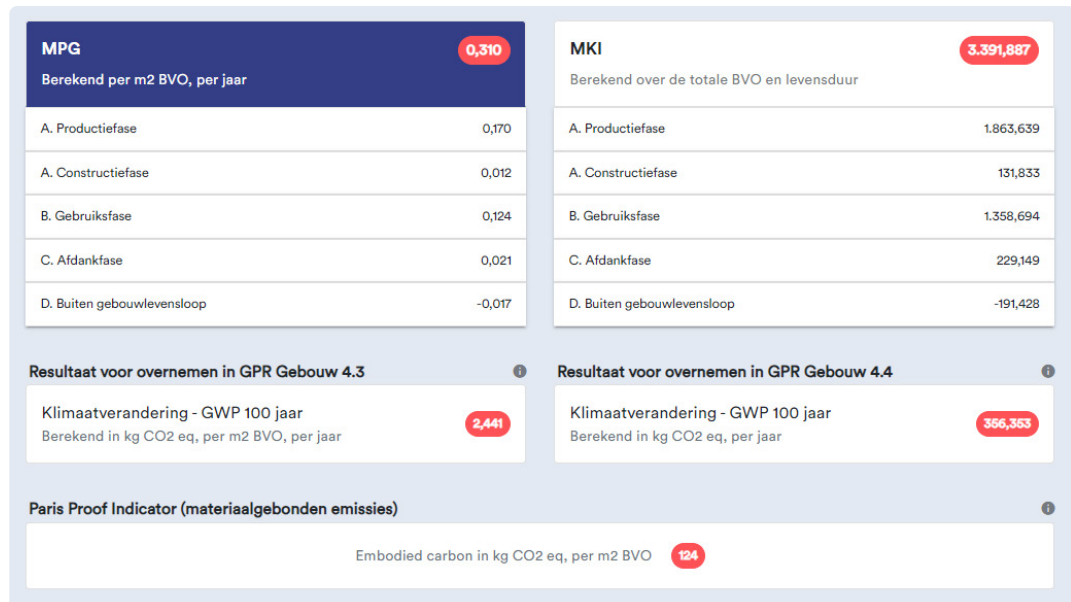 MPG
0,310
Berekend per m2 BVO, per jaar
A. Productiefase 0,170
A. Constructiefase 0,012
B. Gebruiksfase 0,124
C. Afdankfase 0,021
D. Buiten gebouwlevensloop -0,017
MKI
3.391,887
Berekend over de totale BVO en levensduur
A. Productiefase 1.863,639
A. Constructiefase 131,833
B. Gebruiksfase 1.358,694
C. Afdankfase 229,149
D. Buiten gebouwlevensloop -191,428
Resultaat voor overnemen in GPR Gebouw 4.3
Klimaatverandering - GWP 100 jaar
2,441
Berekend in kg CO2 eq, per m2 BVO, per jaar
Resultaat voor overnemen in GPR Gebouw 4.4
Klimaatverandering - GWP 100 jaar
356,353
Berekend in kg CO2 eq, per jaar
Paris Proof Indicator (materiaalgebonden emissies)
Embodied carbon in kg CO2 eq, per m2 BVO 124